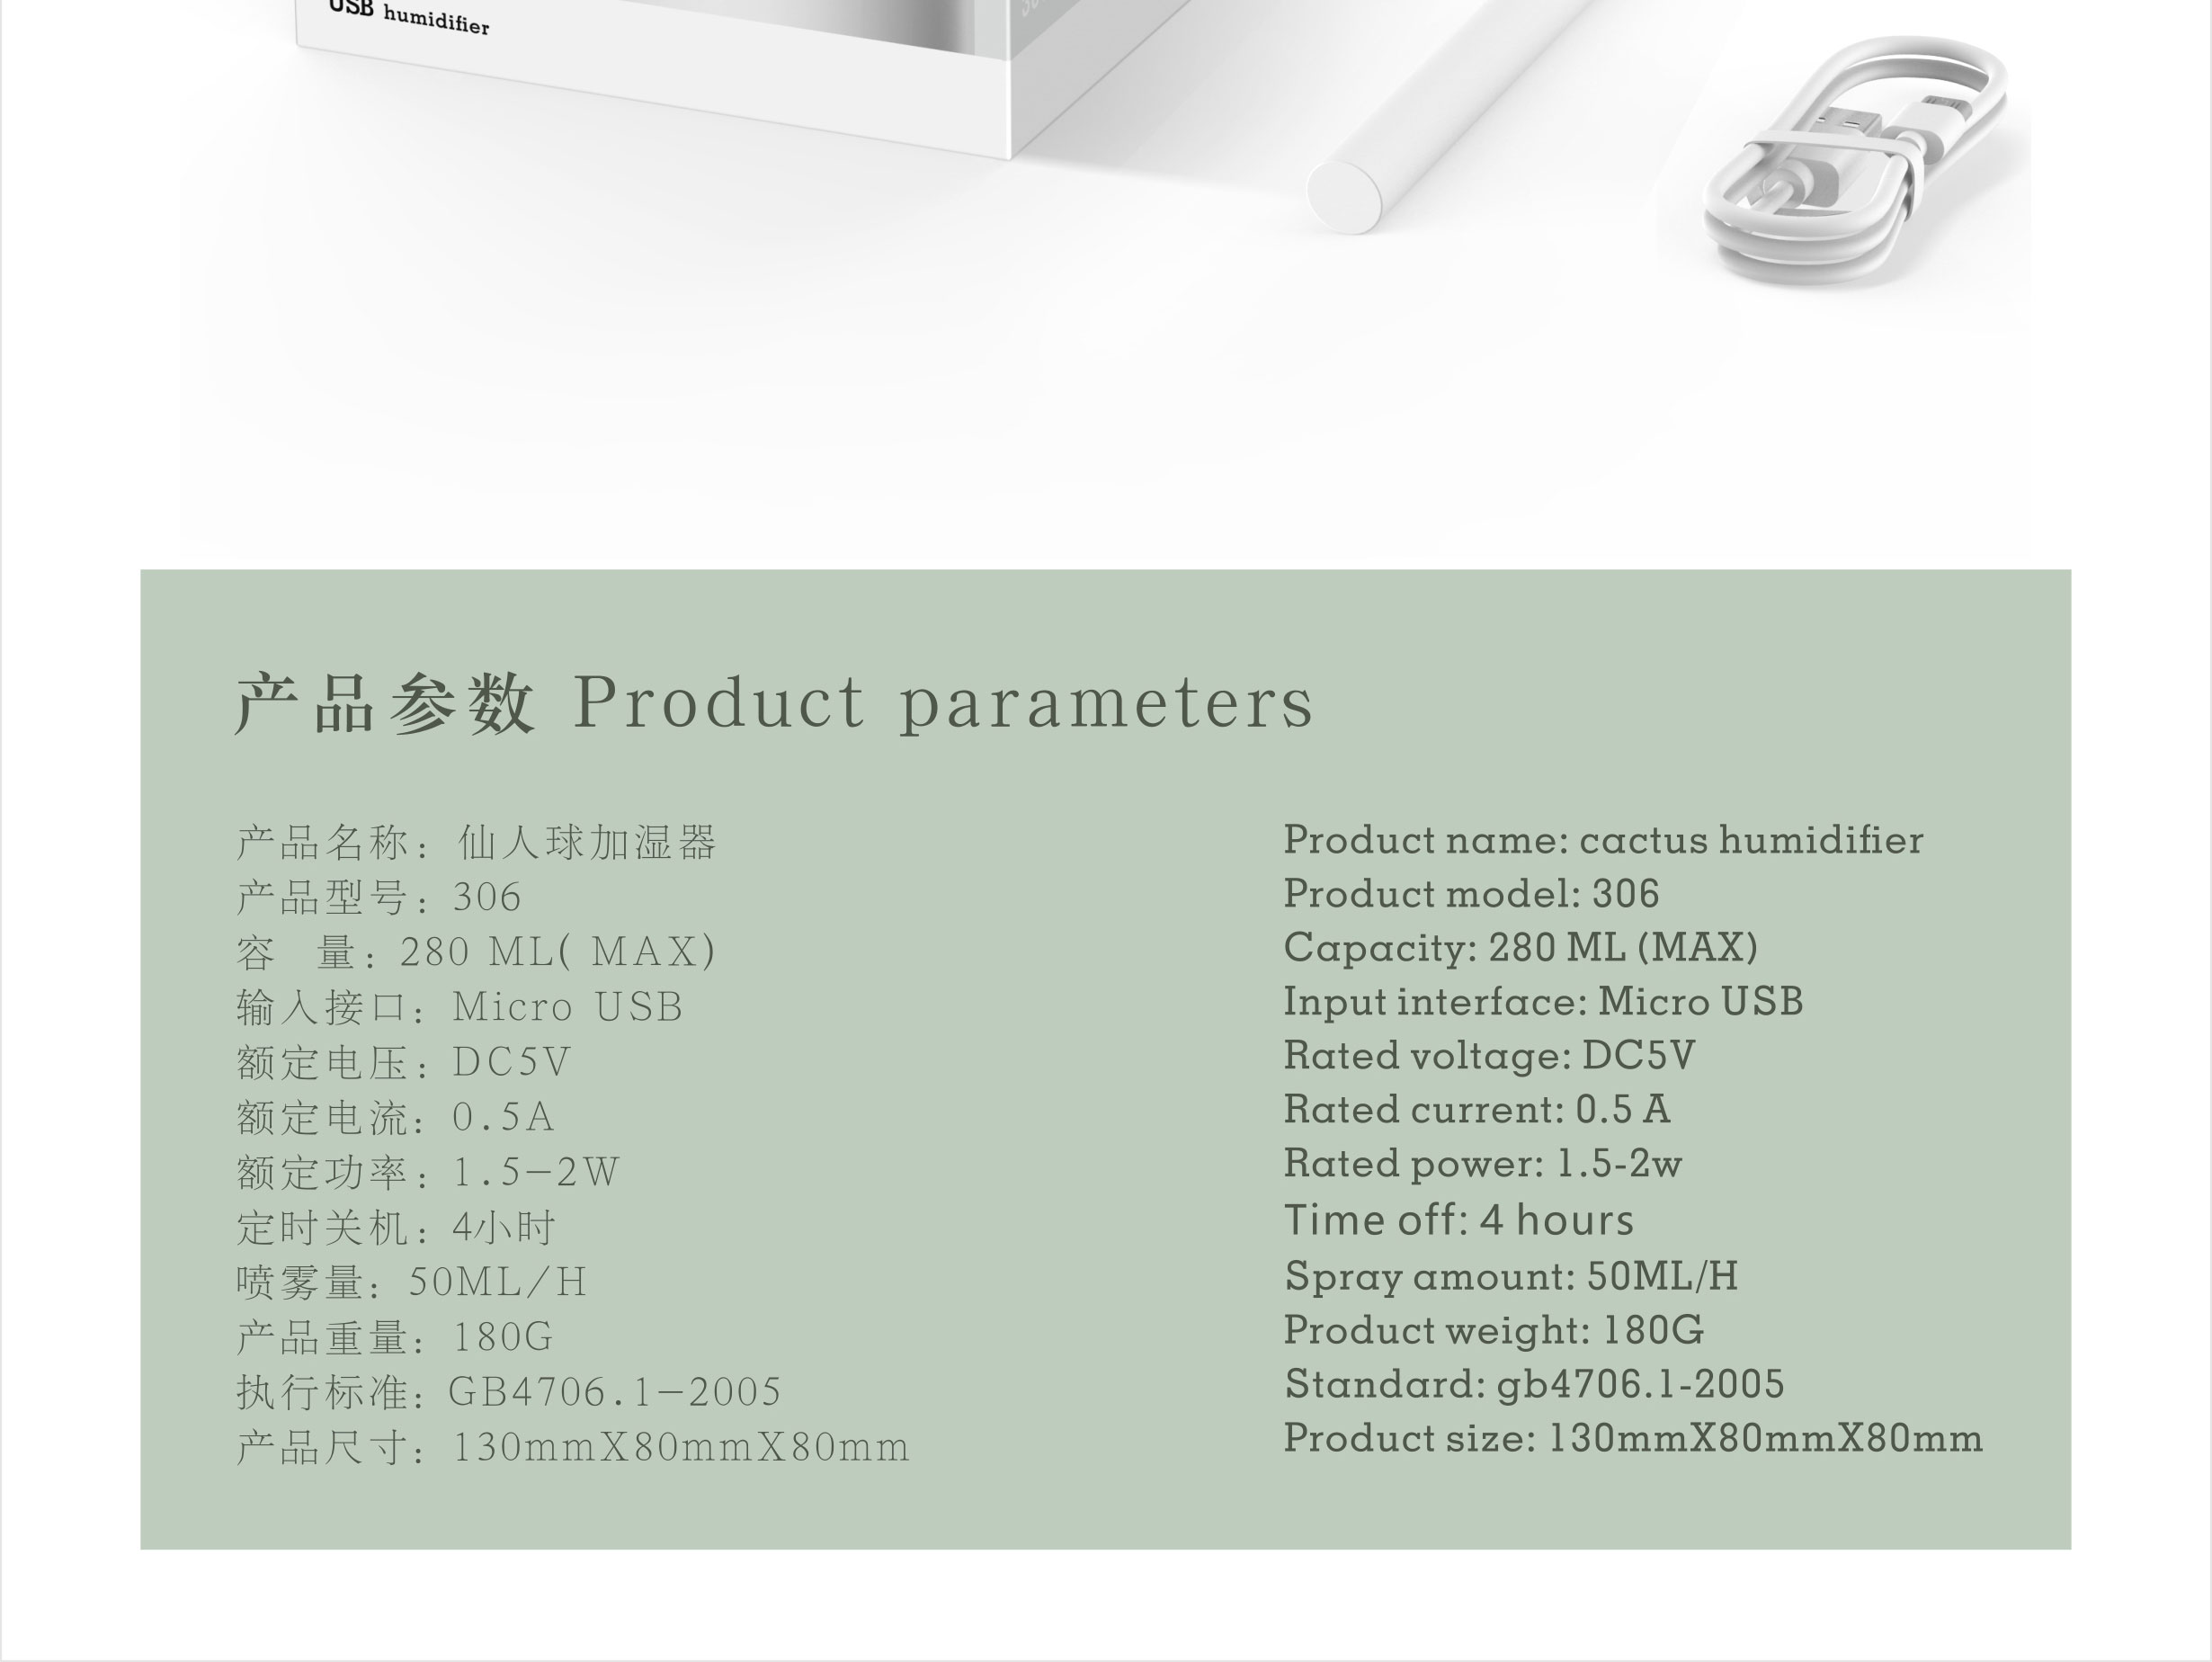 USB humidifier
产品参数 Product parameters
产品名称：仙人球加湿器
产品型号：306
容 量：280 ML( MAX)
输入接口：Micro USB
额定电压：DC5V
额定电流：0.5A
额定功率：1.5-2W
定时关机：4小时
喷雾量：50ML/H
产品重量：180G
执行标准：GB4706.1-2005
产品尺寸：130mmX80mmX80mm
Product name: cactus humidifier
Product model: 306
Capacity: 280 ML (MAX)
Input interface: Micro USB
Rated voltage: DC5V
Rated current: 0.5 A
Rated power: 1.5-2w
Time off: 4 hours
Spray amount: 50ML/H
Product weight: 180G
Standard: gb4706.1-2005
Product size: 130mmX80mmX80mm